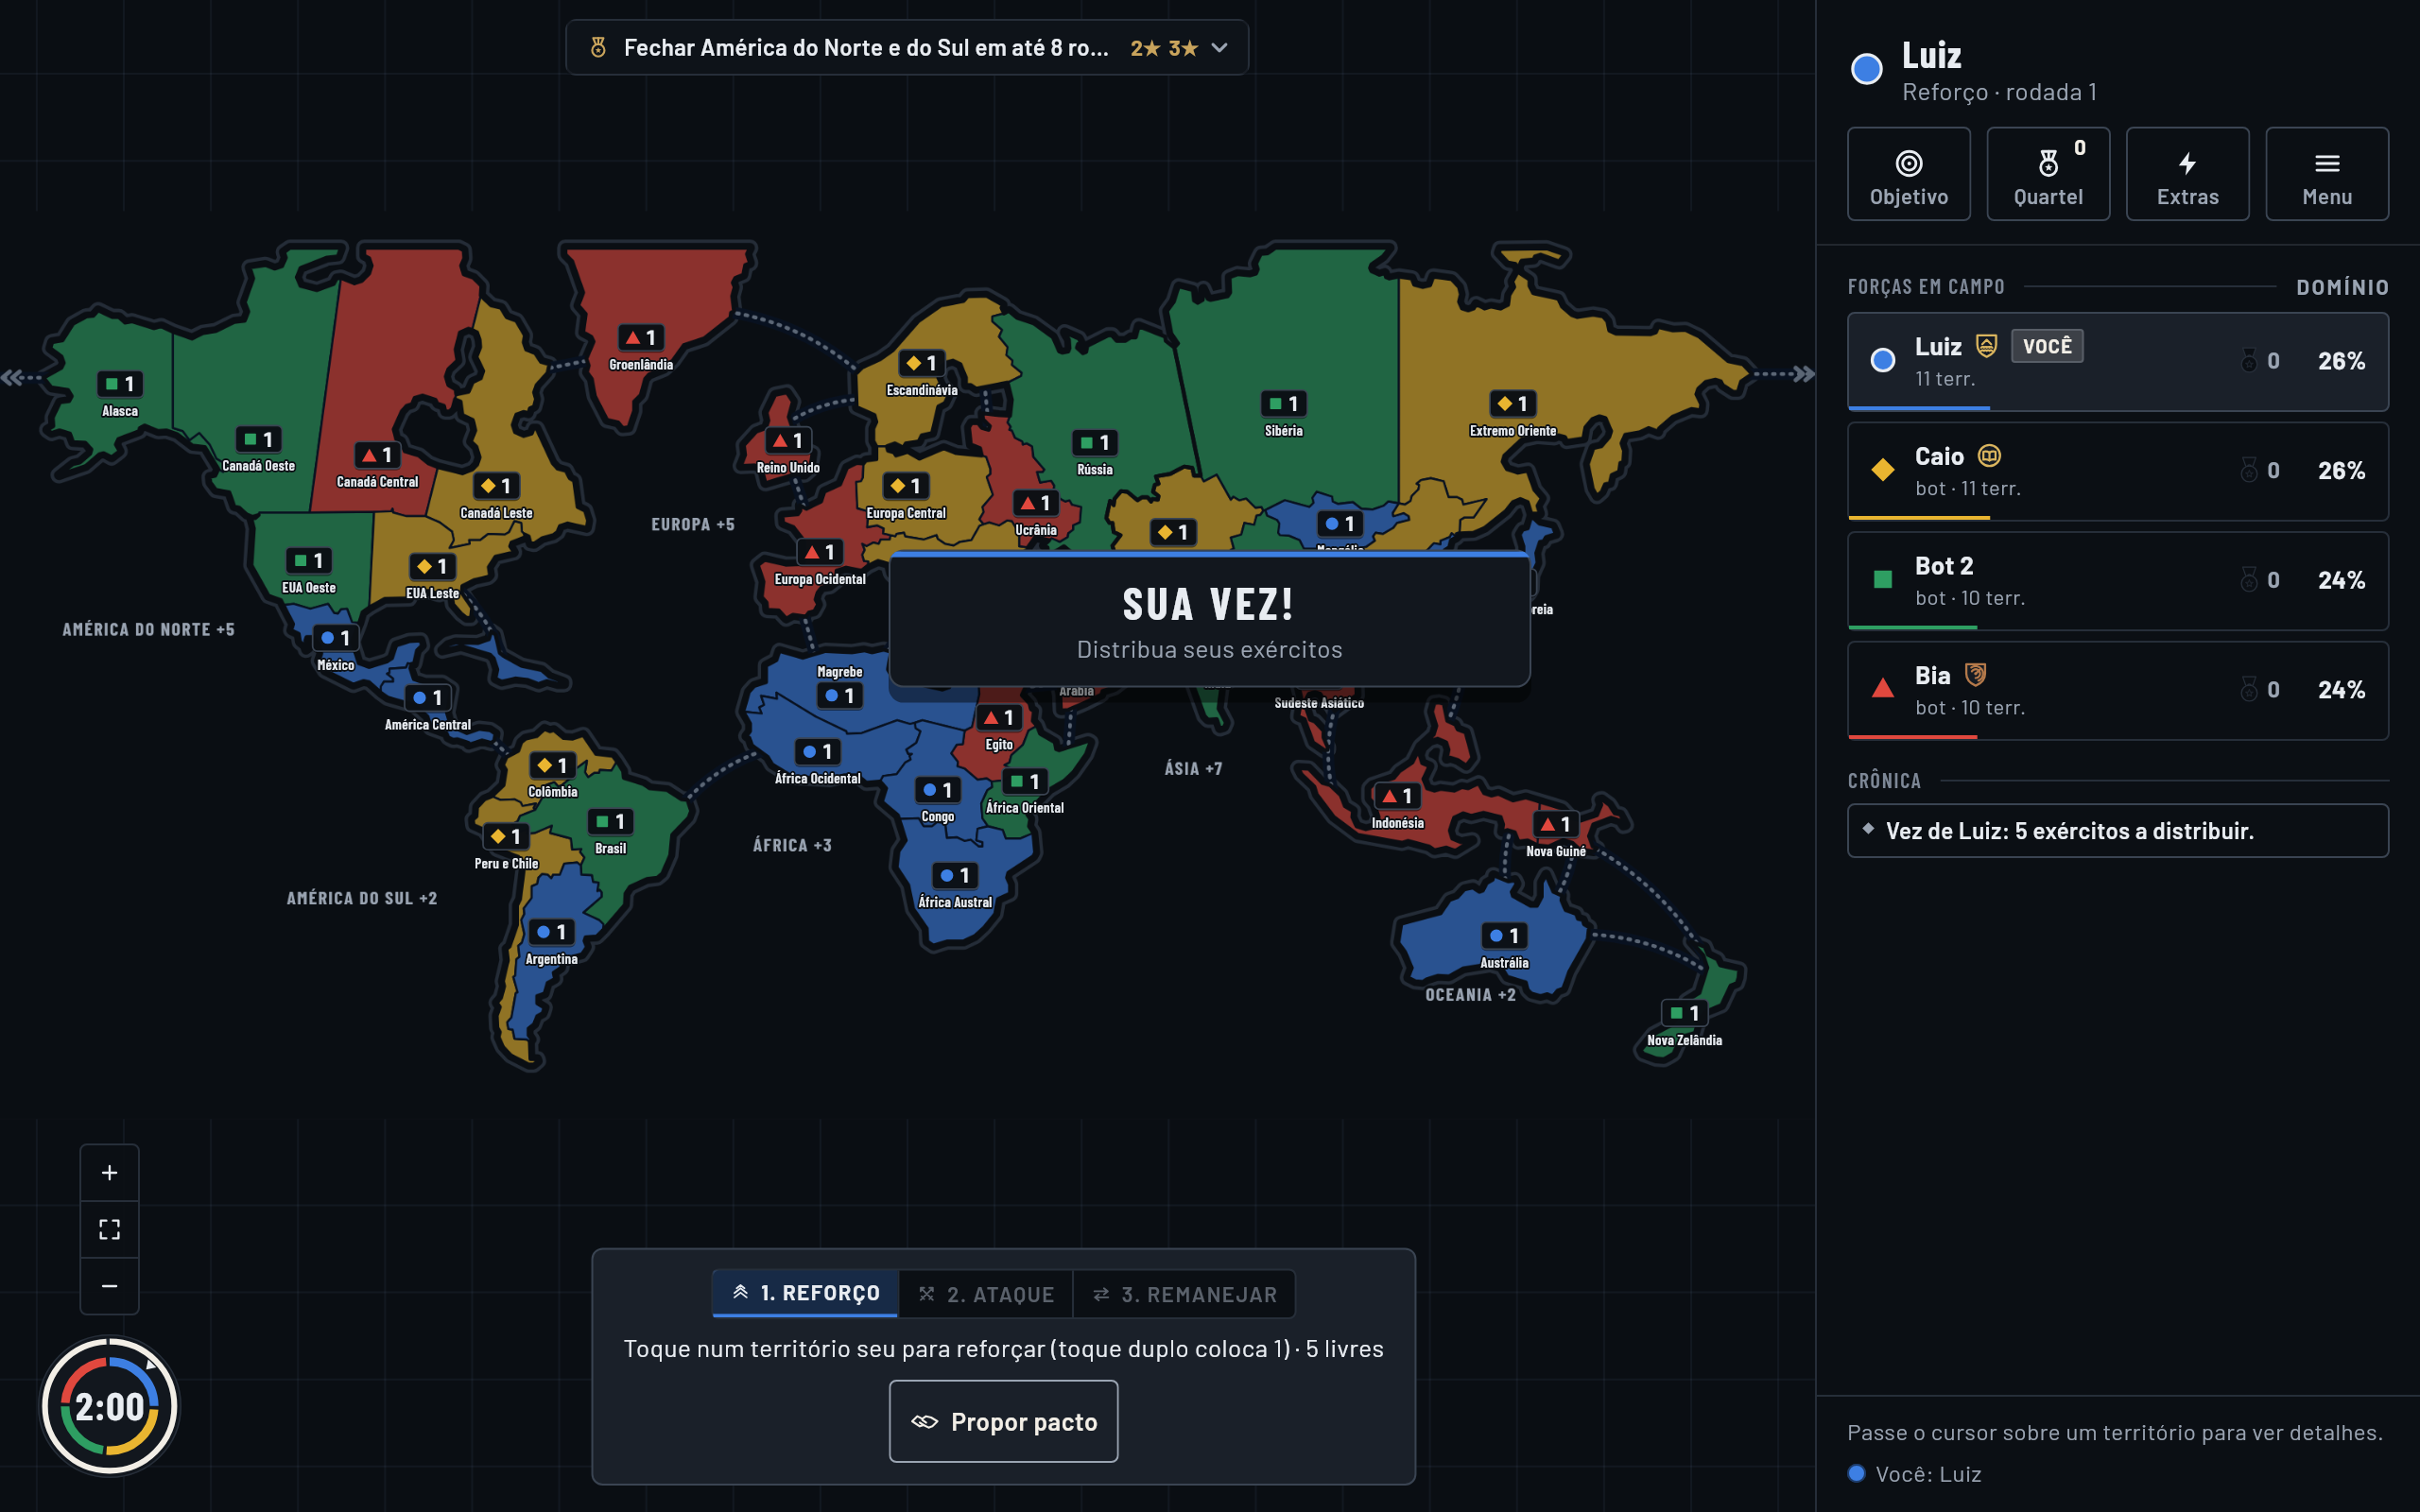 Fechar América do Norte e do Sul em até 8 ro... 2★ 3★
Luiz
Reforço · rodada 1
0
Objetivo
Quartel
Extras
Menu
FORÇAS EM CAMPO
DOMÍNIO
Luiz VOCÊ
11 terr.
0 26%
Caio
bot · 11 terr.
0 26%
Bot 2
bot · 10 terr.
0 24%
Bia
bot · 10 terr.
0 24%
CRÔNICA
Vez de Luiz: 5 exércitos a distribuir.
1
Alasca
1
Canadá Oeste
1
Canadá Central
1
Canadá Leste
1
Groenlândia
1
EUA Oeste
1
EUA Leste
AMÉRICA DO NORTE +5
1
México
1
América Central
1
Colômbia
1
Peru e Chile
1
Brasil
1
Argentina
AMÉRICA DO SUL +2
1
Escandinávia
1
Reino Unido
EUROPA +5
1
Europa Central
1
Ucrânia
1
Europa Ocidental
1
Rússia
1
Sibéria
1
Extremo Oriente
1
1
SUA VEZ!
Distribua seus exércitos
Magrebe
1
1
África Ocidental
1
Egito
1
África Oriental
1
Congo
1
África Austral
ÁFRICA +3
Arábia
Sudeste Asiático
ÁSIA +7
1
Indonésia
1
Nova Guiné
1
Austrália
OCEANIA +2
1
Nova Zelândia
+
−
2:00
1. REFORÇO
2. ATAQUE
3. REMANEJAR
Toque num território seu para reforçar (toque duplo coloca 1) · 5 livres
Propor pacto
Passe o cursor sobre um território para ver detalhes.
Você: Luiz